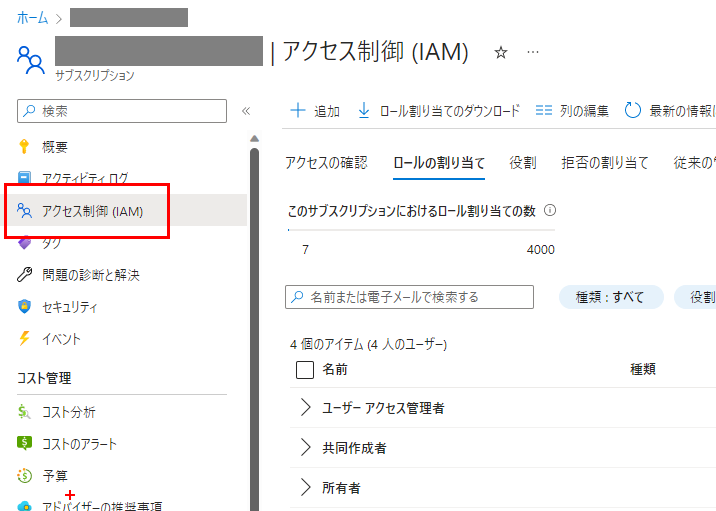 ホーム
| アクセス制御 (IAM)
サブスクリプション
検索
概要
アクティビティ ログ
アクセス制御 (IAM)
タグ
問題の診断と解決
セキュリティ
イベント
コスト管理
コスト分析
コストのアラート
予算
アドバイザーの推奨事項
追加 ロール割り当てのダウンロード 列の編集 最新の情報に
アクセスの確認 ロールの割り当て 役割 拒否の割り当て 従来の
このサブスクリプションにおけるロール割り当ての数
7 4000
名前または電子メールで検索する 種類 : すべて 役割
4 個のアイテム (4 人のユーザー)
名前 種類
ユーザー アクセス管理者
共同作成者
所有者